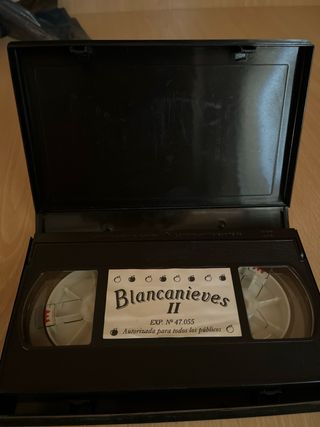 Blancanieves
II
EXP. Nº 47.055
Autorizada para todos los públicos